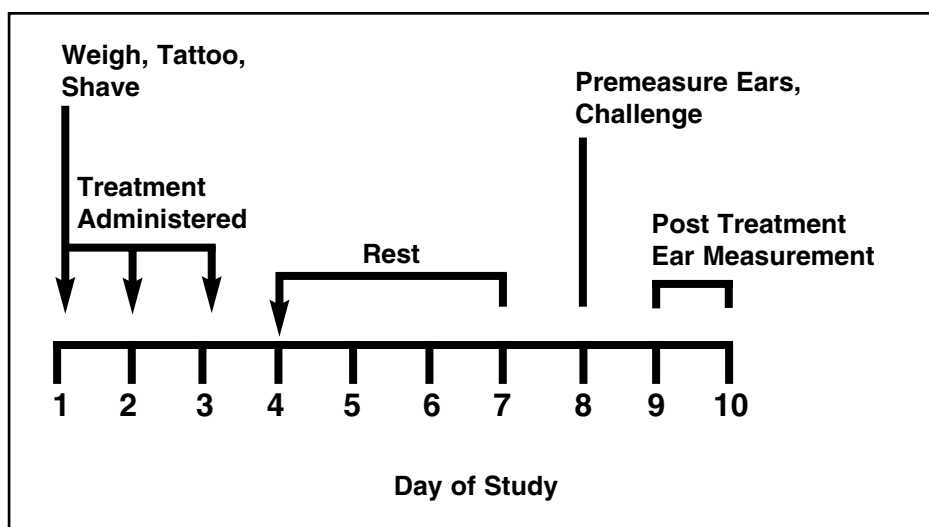 Weigh, Tattoo,
Shave
Premeasure Ears,
Challenge
Treatment
Administered
Post Treatment
Ear Measurement
Rest
1 2 3 4 5 6 7 8 9 10
Day of Study